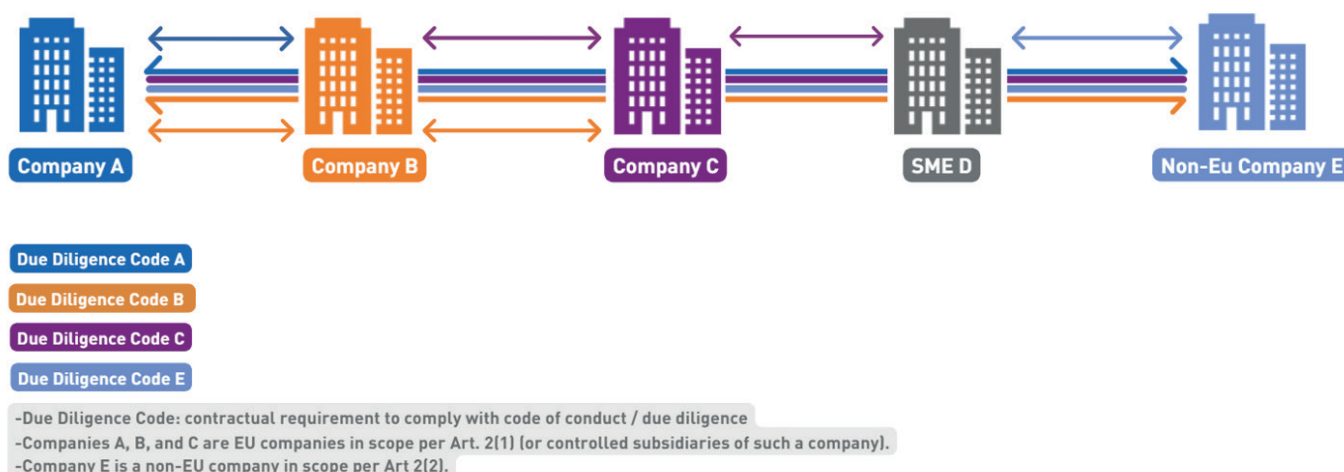 Company A
Company B
Company C
SME D
Non-Eu Company E
Due Diligence Code A
Due Diligence Code B
Due Diligence Code C
Due Diligence Code E
-Due Diligence Code: contractual requirement to comply with code of conduct / due diligence
-Companies A, B, and C are EU companies in scope per Art. 2(1) (or controlled subsidiaries of such a company).
-Company E is a non-EU company in scope per Art 2(2).